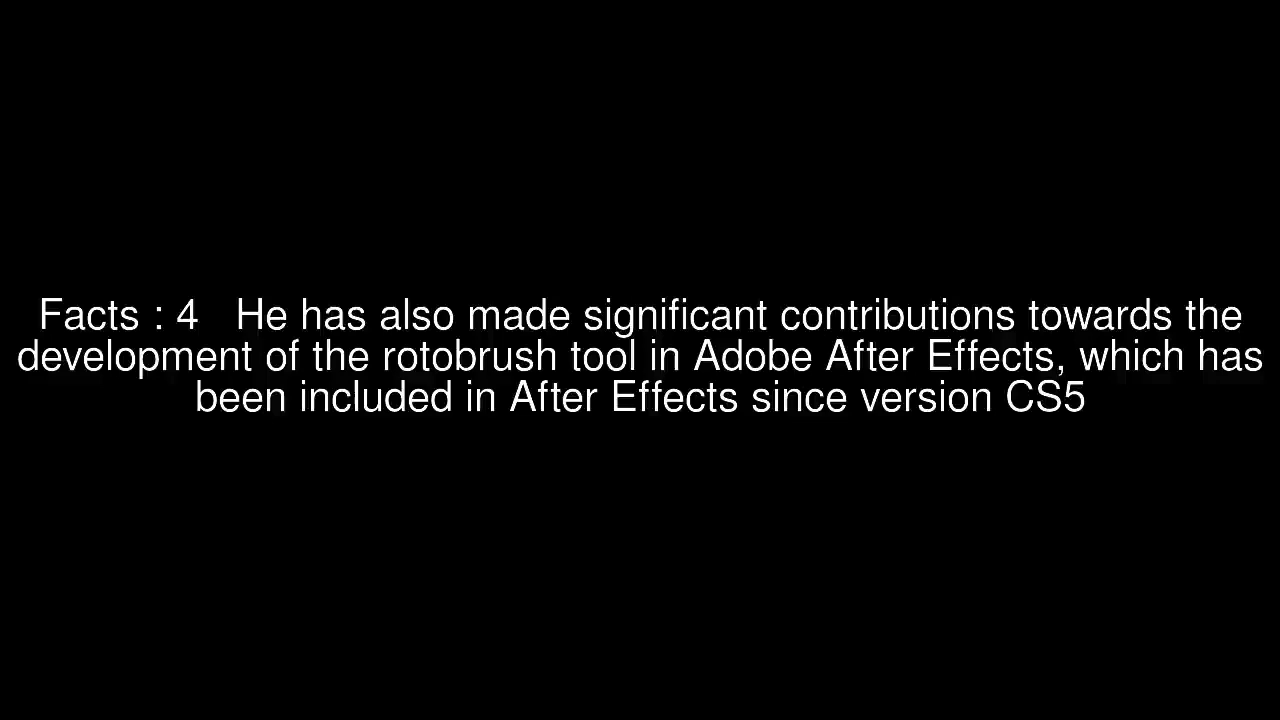 Facts : 4   He has also made significant contributions towards the
development of the rotobrush tool in Adobe After Effects, which has
been included in After Effects since version CS5